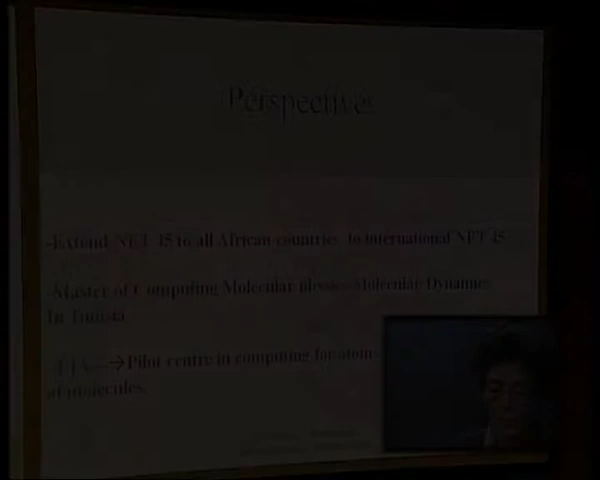 Perspectives
-Extend NET 45 to all African countries, to international NET 45
-Master of Computing Molecular physics Molecular Dynamics
In Tunisia
→Pilot centre in computing for atom-
molecules.